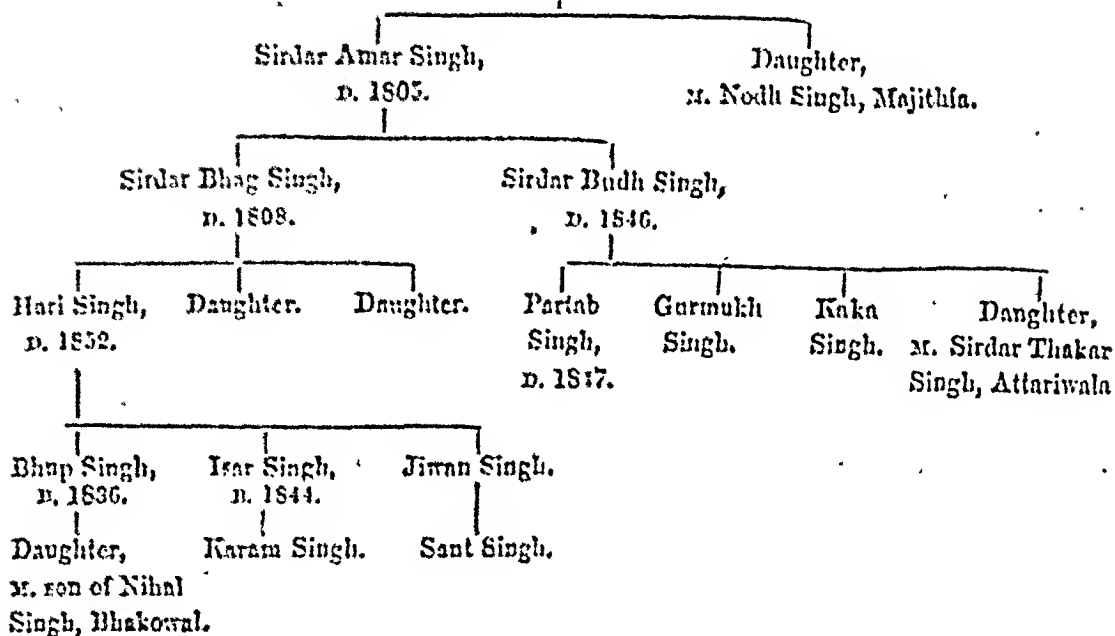 Sirdar Amar Singh,
D. 1805.
Daughter,
M. Nodh Singh, Majithia.
Sirdar Bhag Singh,
D. 1808.
Sirdar Budh Singh,
D. 1846.
Hari Singh,
D. 1852.
Daughter.
Daughter.
Partab
Singh,
D.
Gurmukh
Singh.
Kaka
Singh.
Daughter,
M. Sirdar Thakar
Singh, Attariwala
Bhup Singh,
D. 1836.
Isar Singh,
D. 1844.
Jiwan Singh.
Daughter,
M. son of Nihal
Singh, Bhakowal.
Karam Singh.
Sant Singh.